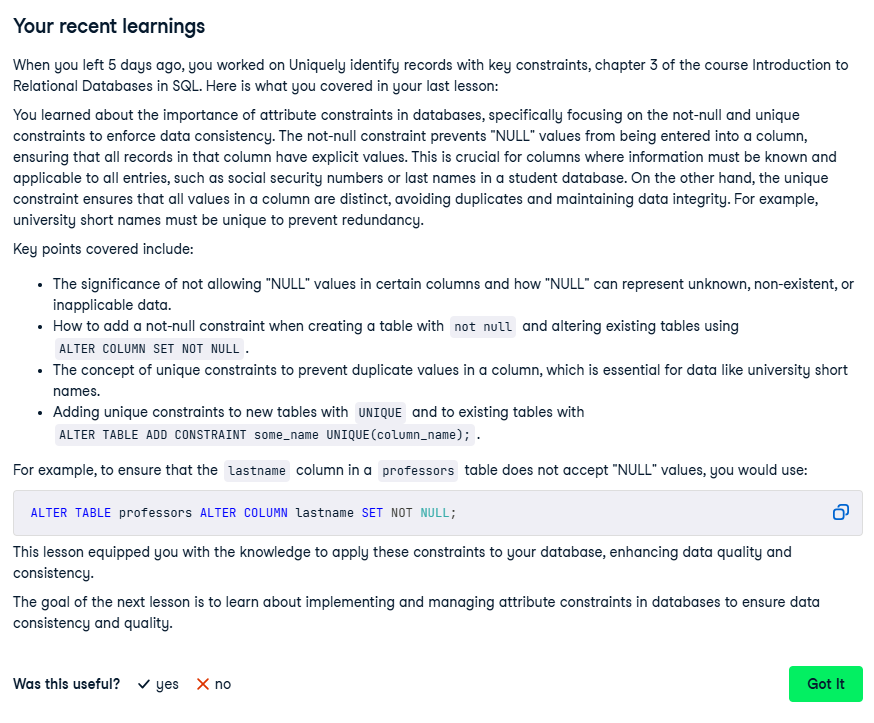 Your recent learnings
When you left 5 days ago, you worked on Uniquely identify records with key constraints, chapter 3 of the course Introduction to
Relational Databases in SQL. Here is what you covered in your last lesson:
You learned about the importance of attribute constraints in databases, specifically focusing on the not-null and unique
constraints to enforce data consistency. The not-null constraint prevents "NULL" values from being entered into a column,
ensuring that all records in that column have explicit values. This is crucial for columns where information must be known and
applicable to all entries, such as social security numbers or last names in a student database. On the other hand, the unique
constraint ensures that all values in a column are distinct, avoiding duplicates and maintaining data integrity. For example,
university short names must be unique to prevent redundancy.
Key points covered include:
• The significance of not allowing "NULL" values in certain columns and how "NULL" can represent unknown, non-existent, or
inapplicable data.
• How to add a not-null constraint when creating a table with not null and altering existing tables using
ALTER COLUMN SET NOT NULL.
• The concept of unique constraints to prevent duplicate values in a column, which is essential for data like university short
names.
• Adding unique constraints to new tables with UNIQUE and to existing tables with
ALTER TABLE ADD CONSTRAINT some_name UNIQUE(column_name);.
For example, to ensure that the lastname column in a professors table does not accept "NULL" values, you would use:
ALTER TABLE professors ALTER COLUMN lastname SET NOT NULL;
This lesson equipped you with the knowledge to apply these constraints to your database, enhancing data quality and
consistency.
The goal of the next lesson is to learn about implementing and managing attribute constraints in databases to ensure data
consistency and quality.
Was this useful? yes no Got It